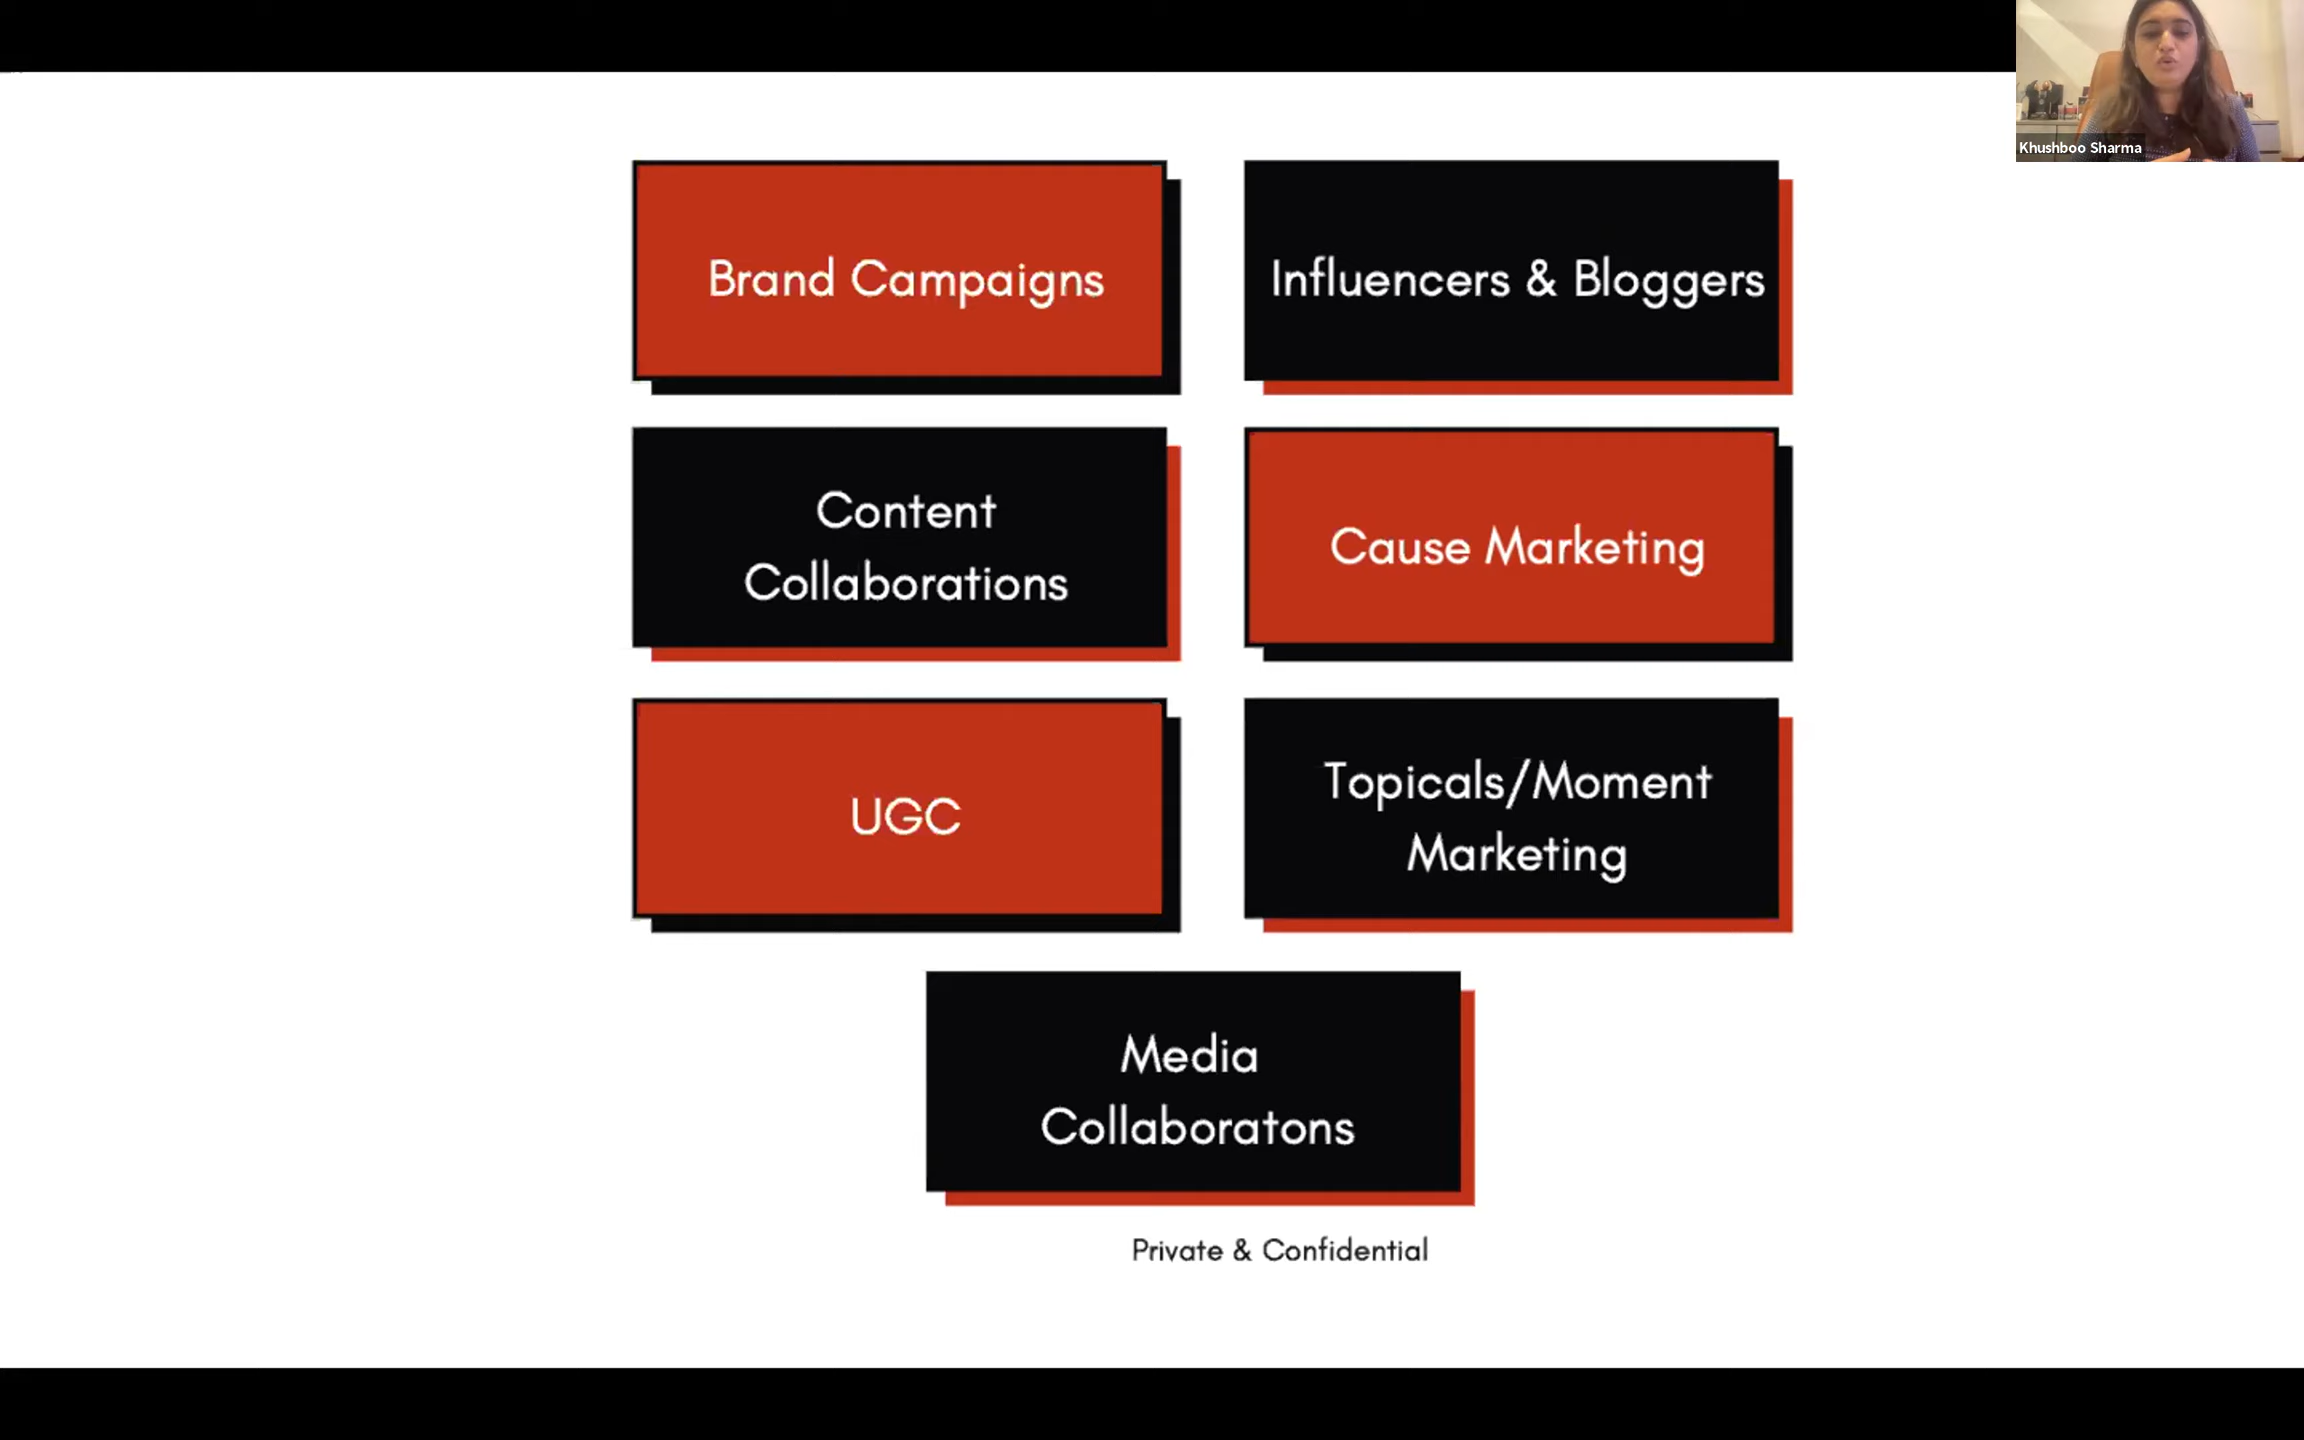 Khushboo Sharma
Brand Campaigns
Influencers & Bloggers
Content
Collaborations
Cause Marketing
UGC
Topicals/Moment
Marketing
Media
Collaboratons
Private & Confidential